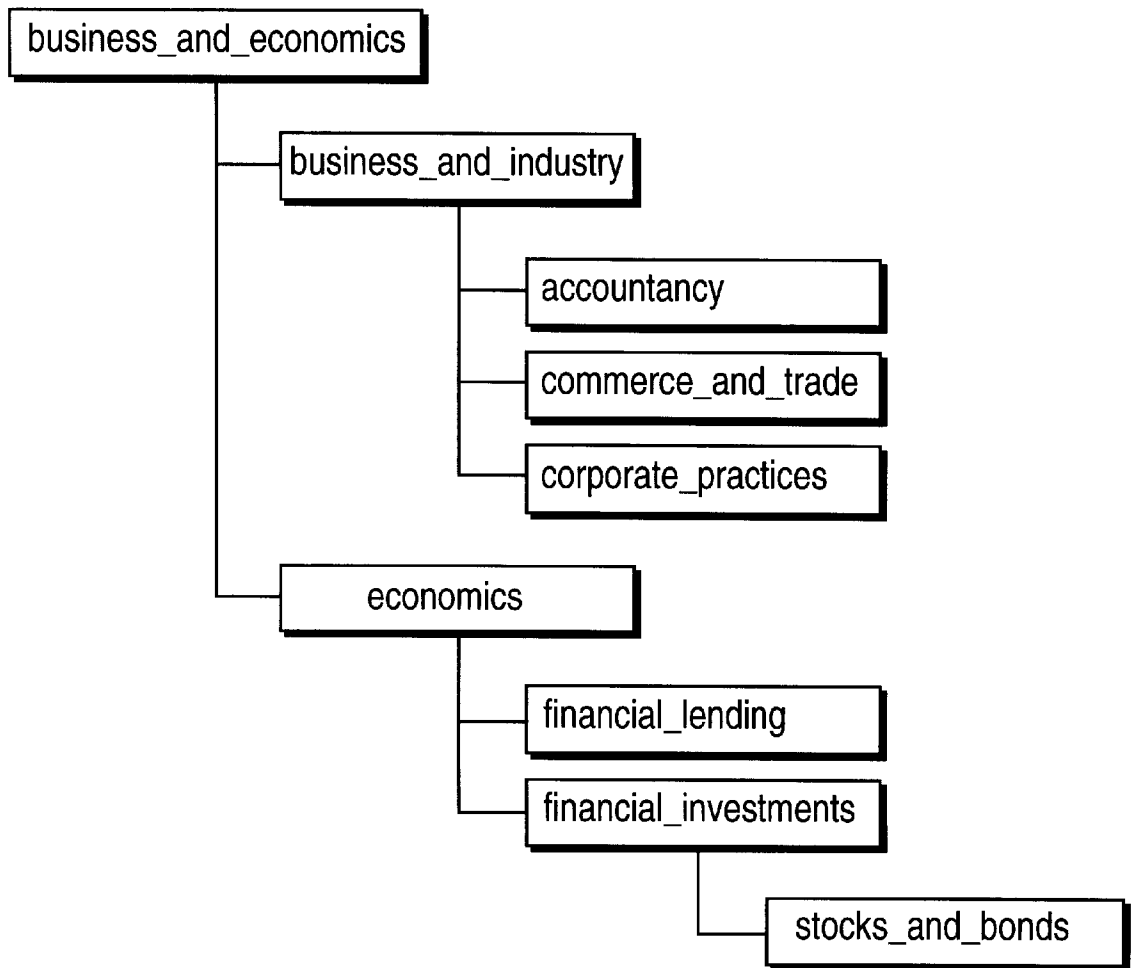 business_and_economics
business_and_industry
accountancy
commerce_and_trade
corporate_practices
economics
financial_lending
financial_investments
stocks_and_bonds